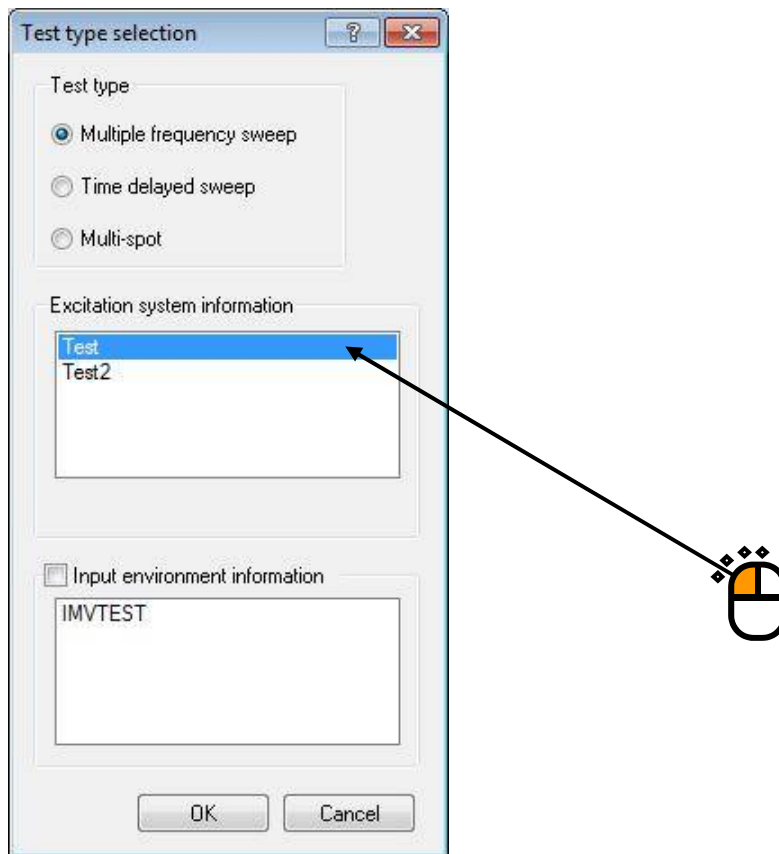 Test type selection
Test type
Multiple frequency sweep
Time delayed sweep
Multi-spot
Excitation system information
Test
Test2
Input environment information
IMVTEST
OK
Cancel